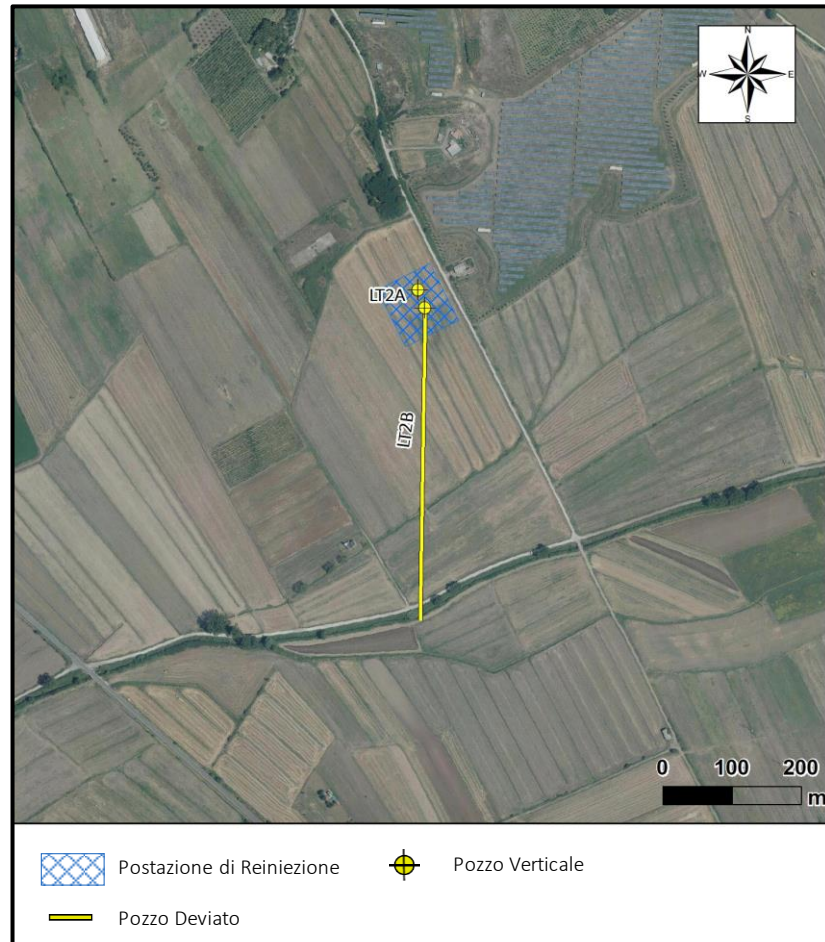 N
W E
S
LT2A
LT2B
0 100 200
m
Postazione di Reiniezione
Pozzo Verticale
Pozzo Deviato